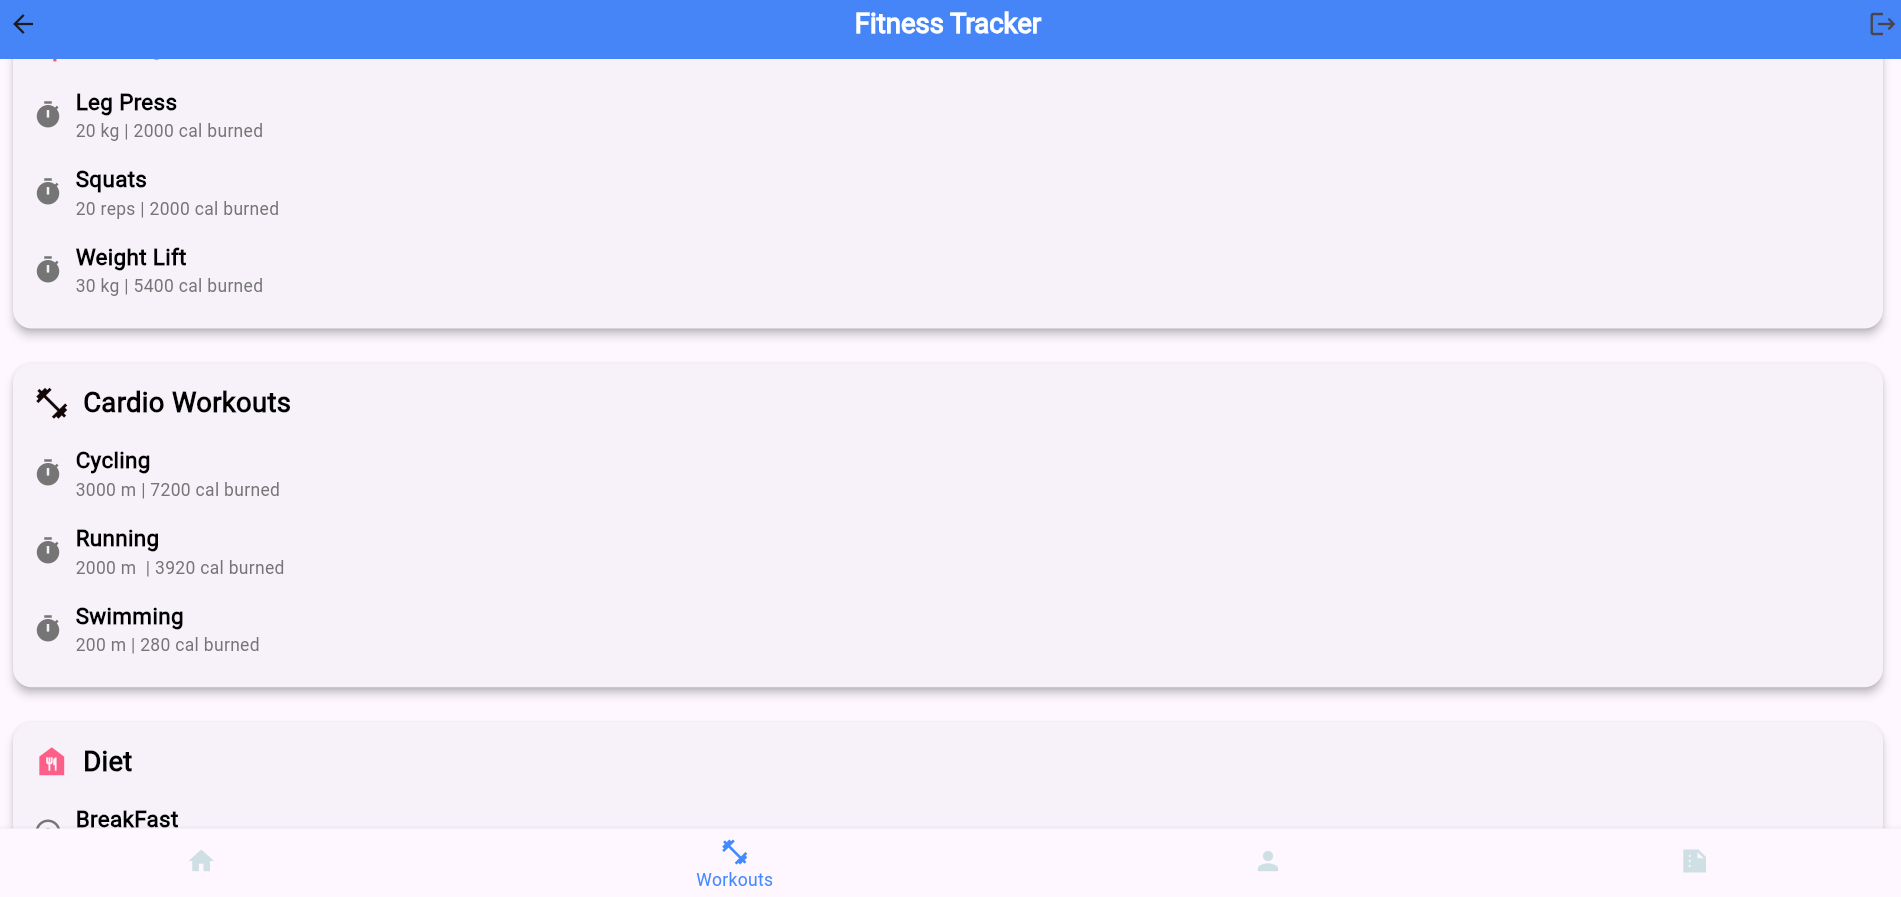 Fitness Tracker
Leg Press
20 kg | 2000 cal burned
Squats
20 reps | 2000 cal burned
Weight Lift
30 kg | 5400 cal burned
Cardio Workouts
Cycling
3000 m | 7200 cal burned
Running
2000 m  | 3920 cal burned
Swimming
200 m | 280 cal burned
Diet
BreakFast
Workouts